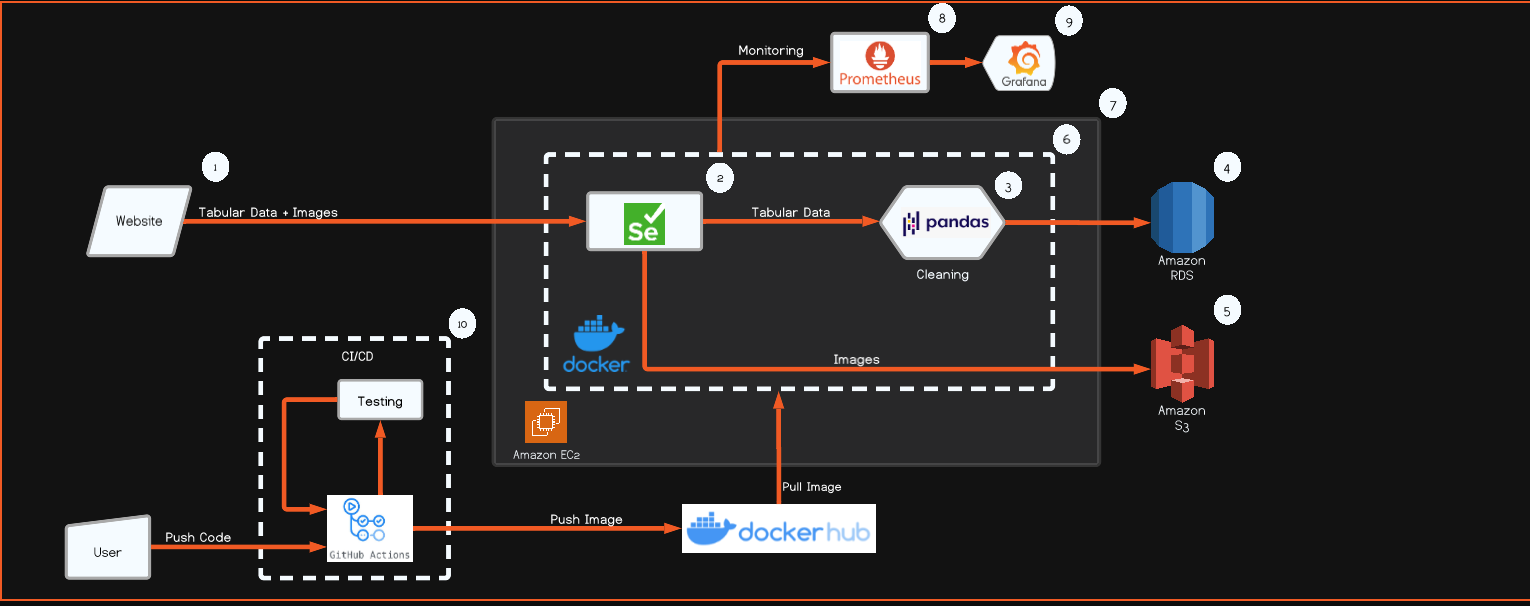 8
9
Monitoring
Prometheus
Grafana
7
6
1
2
3
4
Website
Tabular Data + Images
Se
Tabular Data
pandas
Cleaning
Amazon
RDS
10
5
CI/CD
docker
Images
Testing
Amazon
S3
Amazon EC2
Pull Image
User
Push Code
GitHub Actions
Push Image
dockerhub